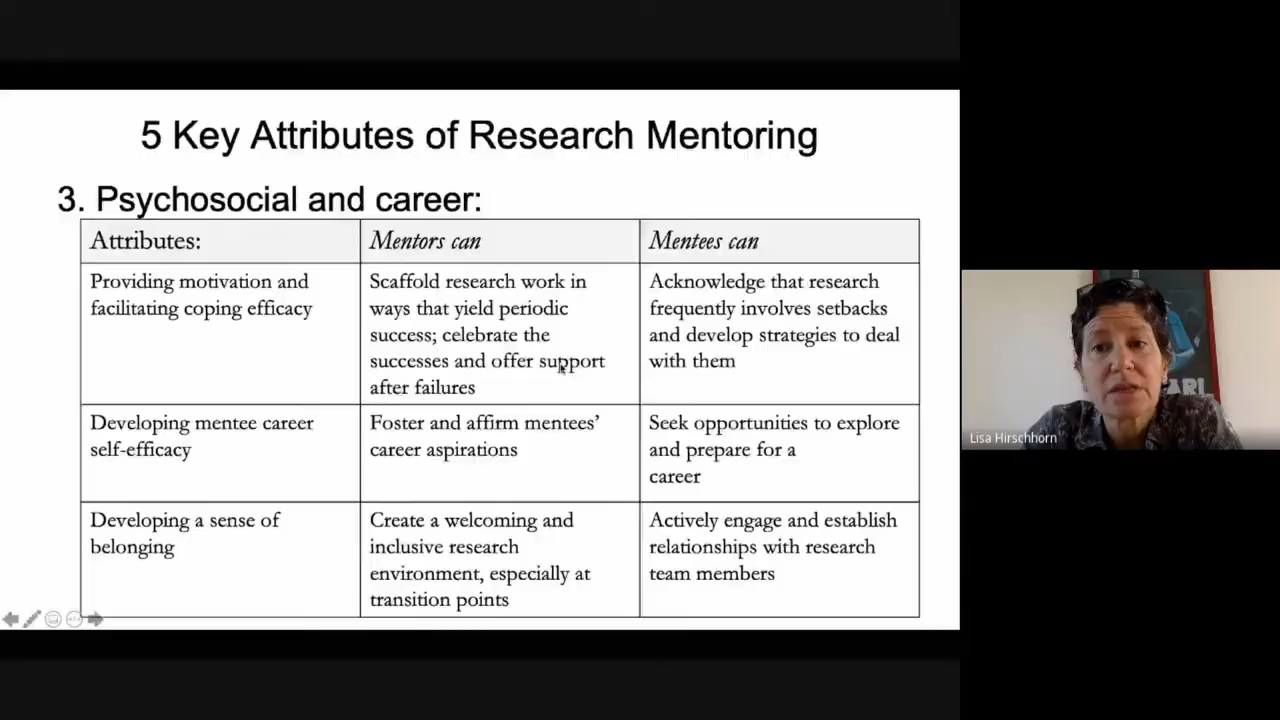 5 Key Attributes of Research Mentoring
3. Psychosocial and career:
Attributes:
Mentors can
Mentees can
Providing motivation and
facilitating coping efficacy
Scaffold research work in
ways that yield periodic
success; celebrate the
successes and offer support
after failures
Acknowledge that research
frequently involves setbacks
and develop strategies to deal
with them
Developing mentee career
self-efficacy
Foster and affirm mentees’
career aspirations
Seek opportunities to explore
and prepare for a
career
Developing a sense of
belonging
Create a welcoming and
inclusive research
environment, especially at
transition points
Actively engage and establish
relationships with research
team members
Lisa Hirschhorn